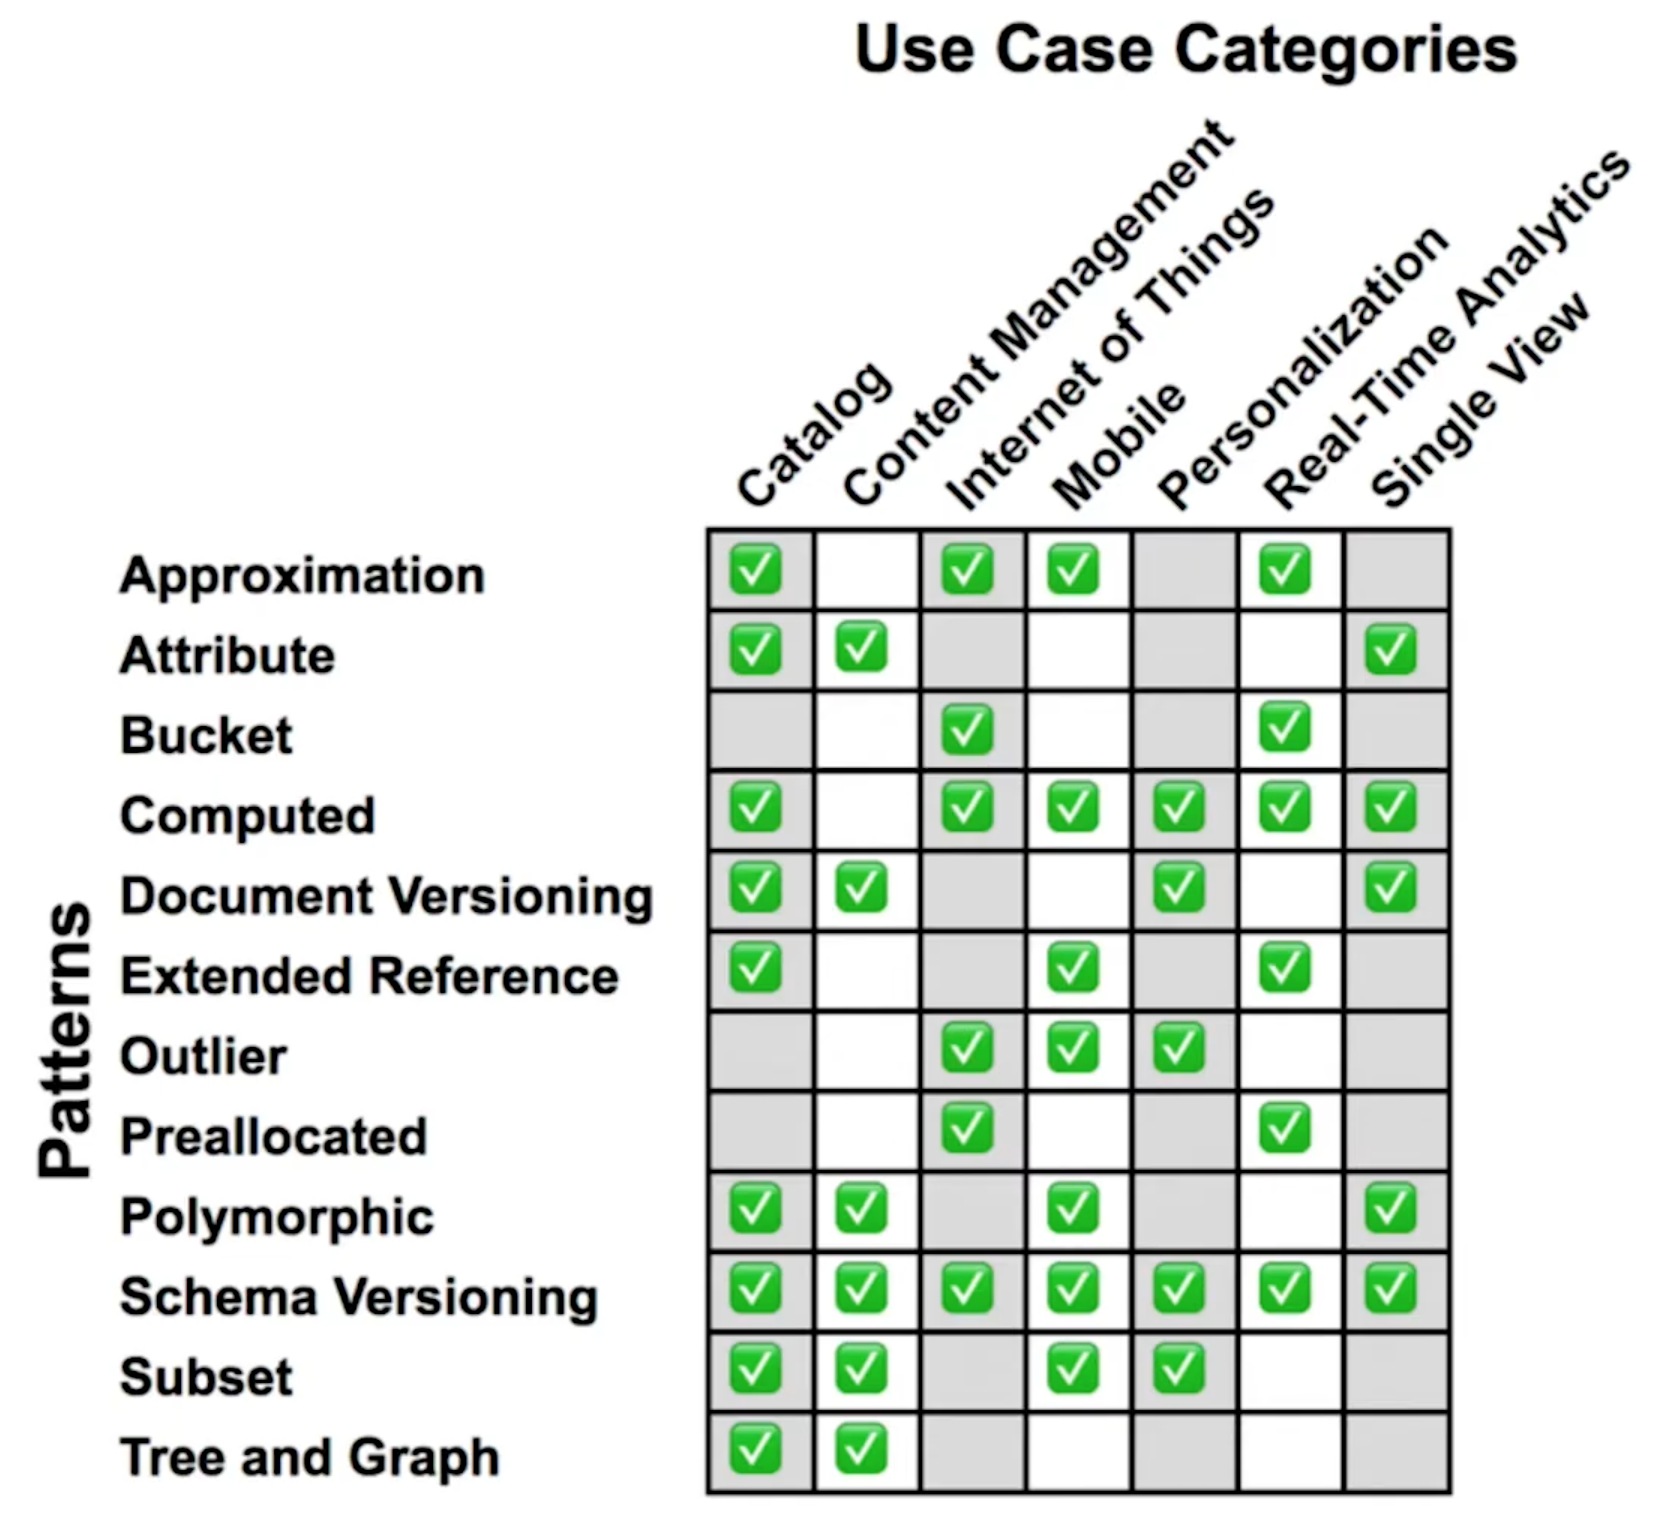 Use Case Categories
Catalog
Content Management
Internet of Things
Mobile
Personalization
Real-Time Analytics
Single View
Patterns
Approximation
Attribute
Bucket
Computed
Document Versioning
Extended Reference
Outlier
Preallocated
Polymorphic
Schema Versioning
Subset
Tree and Graph